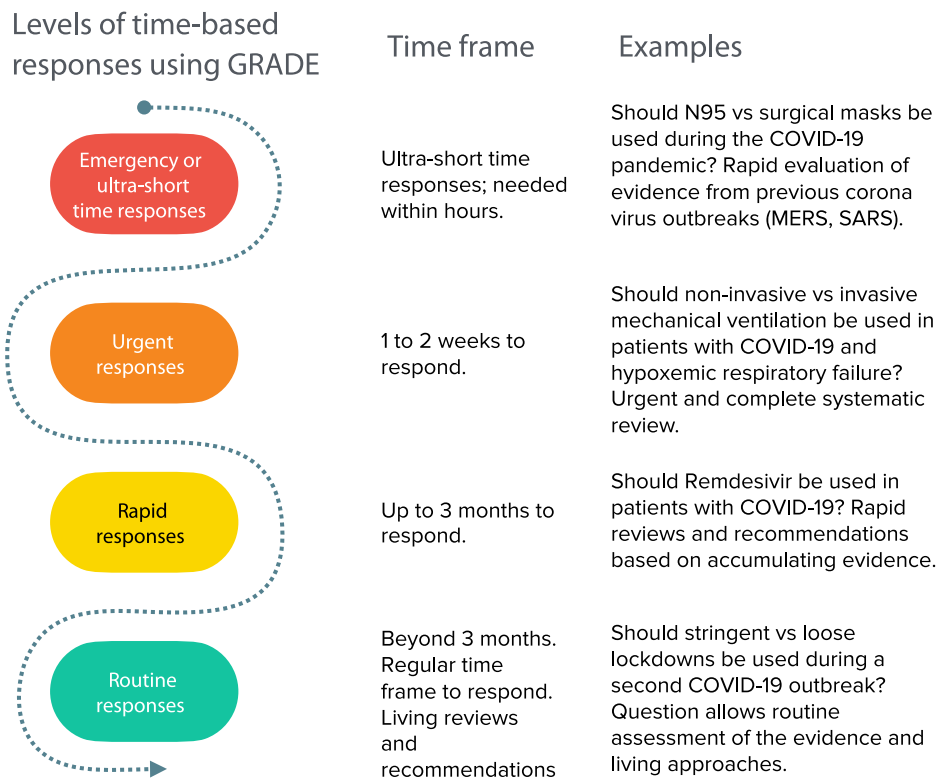 Levels of time-based
responses using GRADE
Time frame
Examples
Emergency or
ultra-short
time responses
Ultra-short time
responses; needed
within hours.
Should N95 vs surgical masks be
used during the COVID-19
pandemic? Rapid evaluation of
evidence from previous corona
virus outbreaks (MERS, SARS).
Urgent
responses
1 to 2 weeks to
respond.
Should non-invasive vs invasive
mechanical ventilation be used in
patients with COVID-19 and
hypoxemic respiratory failure?
Urgent and complete systematic
review.
Rapid
responses
Up to 3 months to
respond.
Should Remdesivir be used in
patients with COVID-19? Rapid
reviews and recommendations
based on accumulating evidence.
Routine
responses
Beyond 3 months.
Regular time
frame to respond.
Living reviews
and
recommendations
Should stringent vs loose
lockdowns be used during a
second COVID-19 outbreak?
Question allows routine
assessment of the evidence and
living approaches.